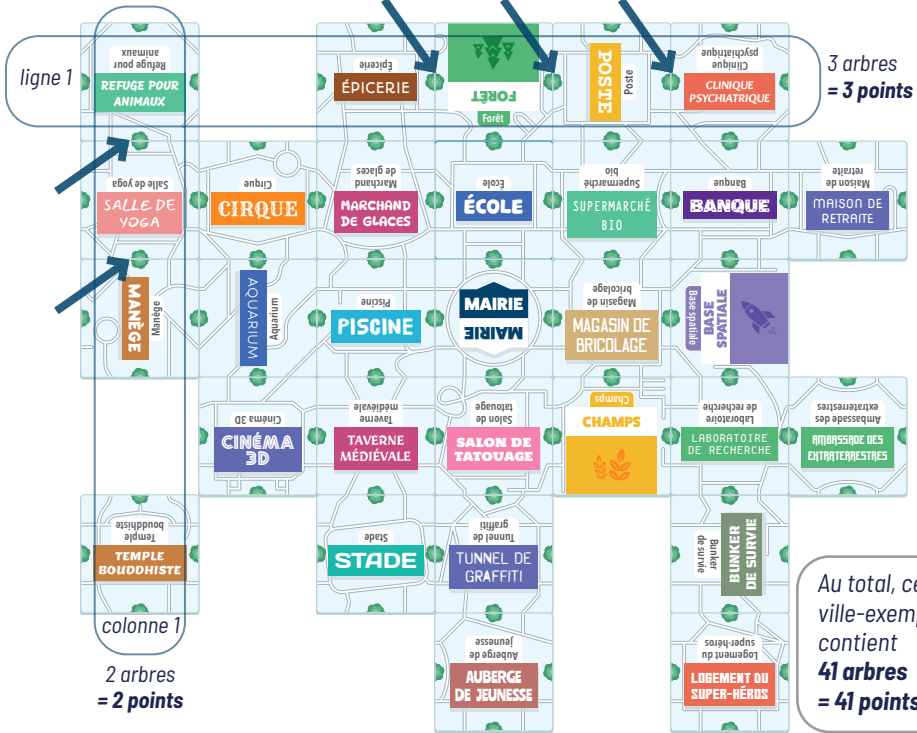 ligne 1
Refuge pour
animaux
REFUGE POUR
ANIMAUX
Épicerie
ÉPICERIE
FORÊT
Forêt
POSTE
Poste
Clinique
psychiatrique
CLINIQUE
PSYCHIATRIQUE
3 arbres
= 3 points
Salle de yoga
SALLE DE
YOGA
Cirque
CIRQUE
Marchand
de glaces
MARCHAND
DE GLACES
École
ÉCOLE
Supermarché
bio
SUPERMARCHÉ
BIO
Banque
BANQUE
Maison de
retraite
MAISON DE
RETRAITE
MANÈGE
Manège
AQUARIUM
Aquarium
Piscine
PISCINE
MAIRIE
MAIRIE
Magasin de
bricolage
MAGASIN DE
BRICOLAGE
Base spatiale
BASE
SPATIALE
Cinéma 3D
CINÉMA
3D
Taverne
médiévale
TAVERNE
MÉDIÉVALE
Salon de
tatouage
SALON DE
TATOUAGE
Champs
CHAMPS
Laboratoire
de recherche
LABORATOIRE
DE RECHERCHE
Ambassade des
extraterrestres
AMBASSADE DES
EXTRATERRESTRES
Temple
bouddhiste
TEMPLE
BOUDDHISTE
Stade
STADE
Tunnel de
graffiti
TUNNEL DE
GRAFFITI
Bunker
de survie
BUNKER
DE SURVIE
colonne 1
2 arbres
= 2 points
Auberge de
jeunesse
AUBERGE
DE JEUNESSE
Logement du
super-héros
LOGEMENT DU
SUPER-HÉROS
Au total, ce
ville-exemp
contient
41 arbres
= 41 points